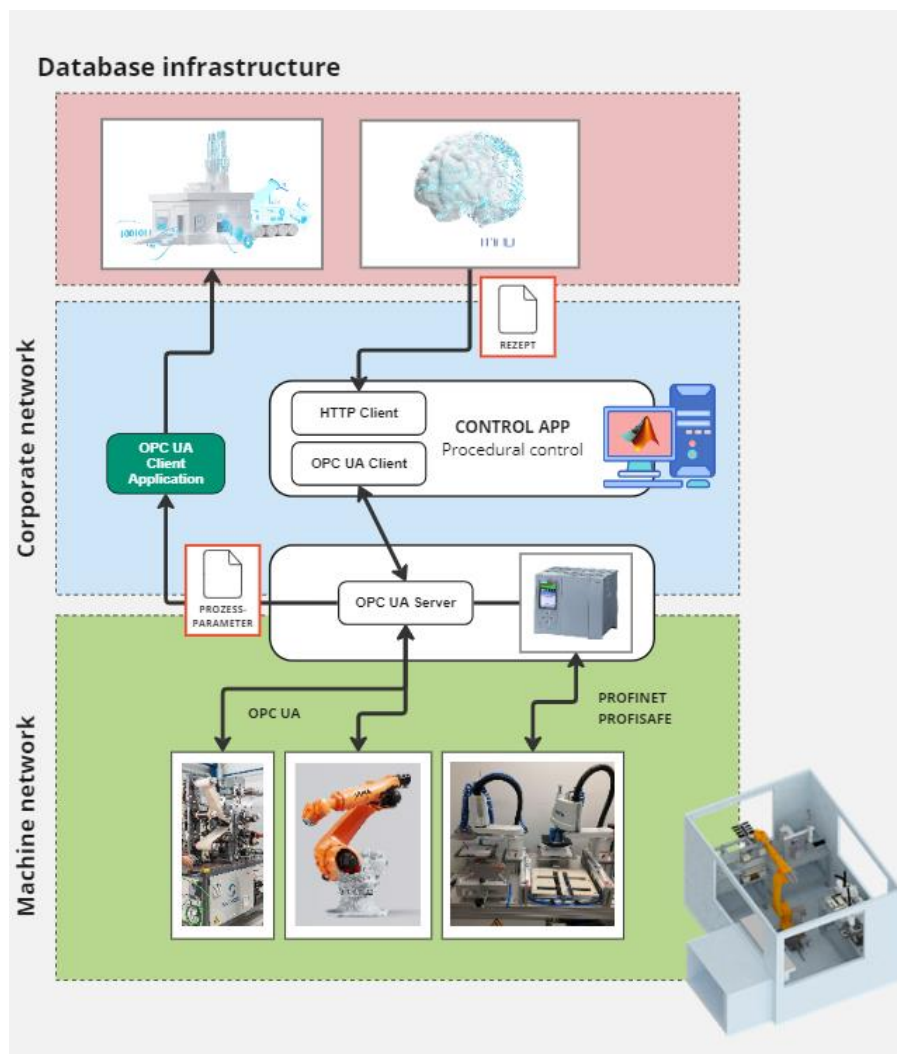 Database infrastructure
REZEPT
Corporate network
HTTP Client
CONTROL APP
Procedural control
OPC UA Client
OPC UA
Client
Application
OPC UA Server
PROZESS-
PARAMETER
Machine network
OPC UA
PROFINET
PROFISAFE